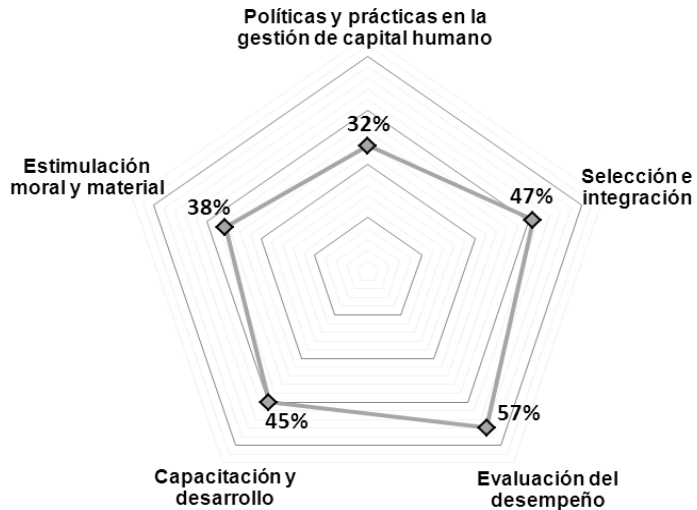 Políticas y prácticas en la
gestión de capital humano
32%
Estimulación
moral y material
38%
47%
Selección e
integración
45%
57%
Capacitación y
desarrollo
Evaluación del
desempeño